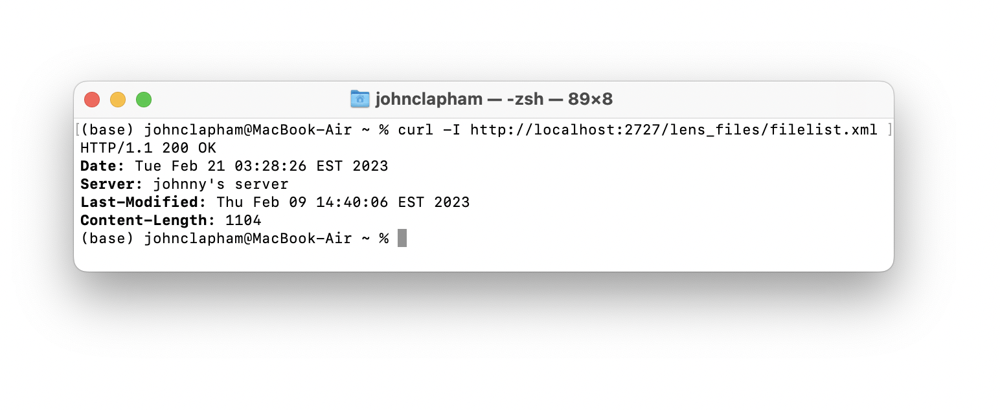 johnclapham — -zsh — 89×8
(base) johnclapham@MacBook-Air ~ % curl -I http://localhost:2727/lens_files/filelist.xml
HTTP/1.1 200 OK
Date: Tue Feb 21 03:28:26 EST 2023
Server: johnny's server
Last-Modified: Thu Feb 09 14:40:06 EST 2023
Content-Length: 1104
(base) johnclapham@MacBook-Air ~ %